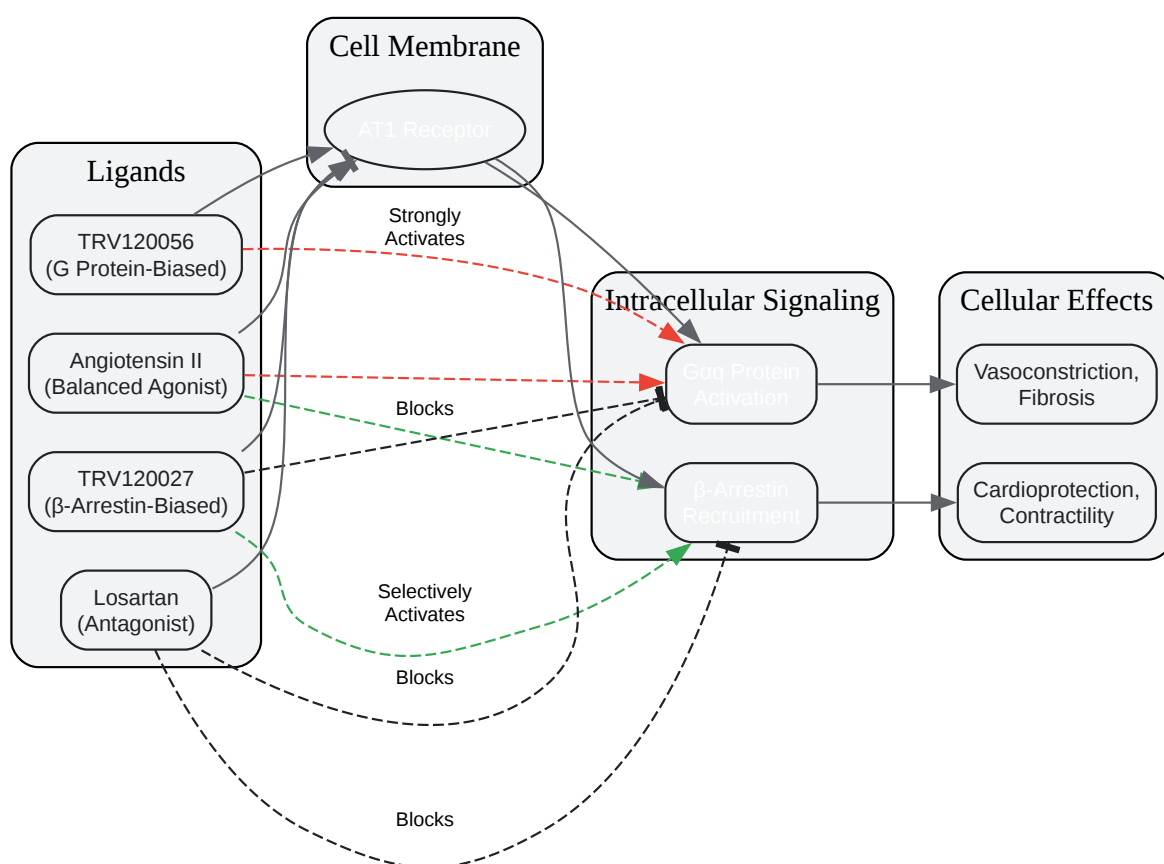 Cell Membrane
AT1 Receptor
Ligands
TRV120056
(G Protein-Biased)
Angiotensin II
(Balanced Agonist)
TRV120027
(β-Arrestin-Biased)
Losartan
(Antagonist)
Strongly
Activates
Blocks
Selectively
Activates
Blocks
Blocks
Intracellular Signaling
Gαq Protein
Activation
β-Arrestin
Recruitment
Cellular Effects
Vasoconstriction,
Fibrosis
Cardioprotection,
Contractility